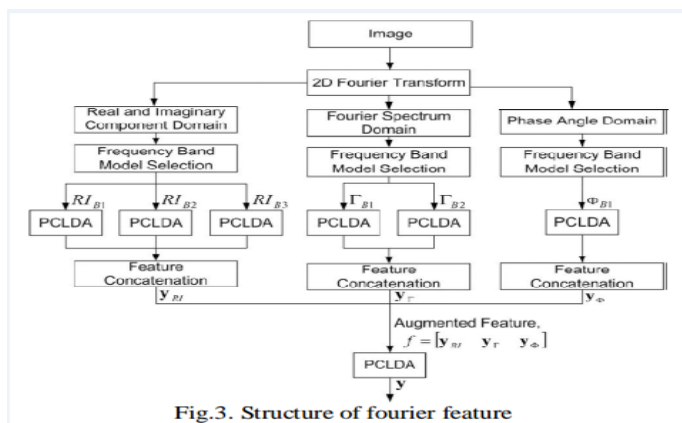 Image
2D Fourier Transform
Real and Imaginary
Component Domain
Fourier Spectrum
Domain
Phase Angle Domain
Frequency Band
Model Selection
Frequency Band
Model Selection
Frequency Band
Model Selection
RI_B1 RI_B2 RI_B3 Γ_B1 Γ_B2 Φ_B1
PCLDA PCLDA PCLDA PCLDA PCLDA PCLDA
Feature
Concatenation
Feature
Concatenation
Feature
Concatenation
y_RI y_Γ y_Φ
Augmented Feature,
f = [y_RI y_Γ y_Φ]
PCLDA
y
Fig.3. Structure of fourier feature